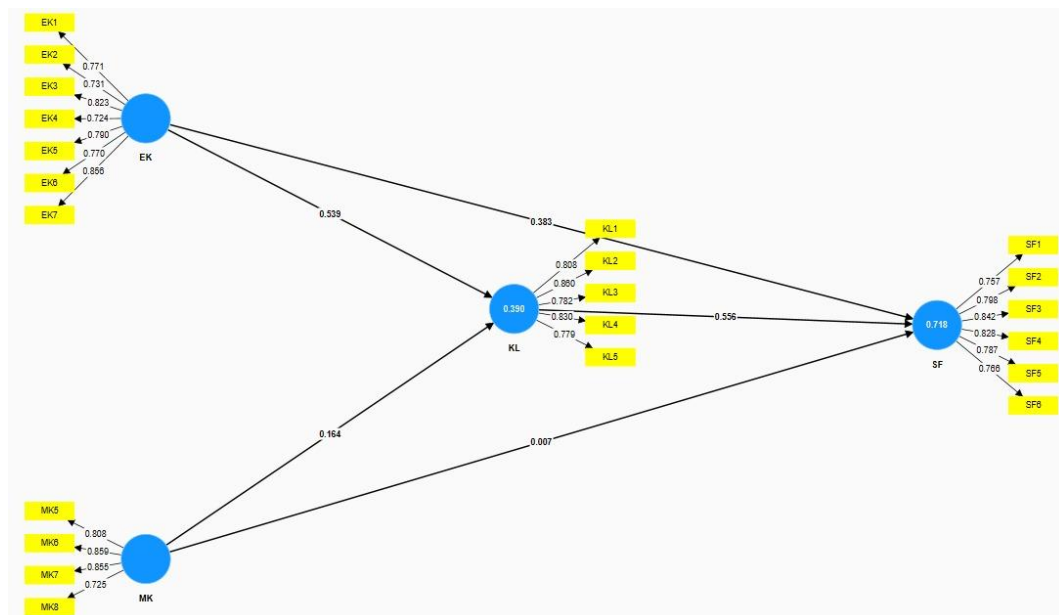 EK1
EK2
EK3
EK4
EK5
EK6
EK7
0.771
0.731
0.823
0.724
0.790
0.770
0.856
EK
0.539
0.383
KL1
KL2
KL3
KL4
KL5
0.808
0.860
0.782
0.830
0.779
0.390
KL
0.556
SF1
SF2
SF3
SF4
SF5
SF6
0.757
0.798
0.842
0.828
0.787
0.766
0.718
SF
0.164
0.007
MK5
MK6
MK7
MK8
0.808
0.859
0.855
0.725
MK